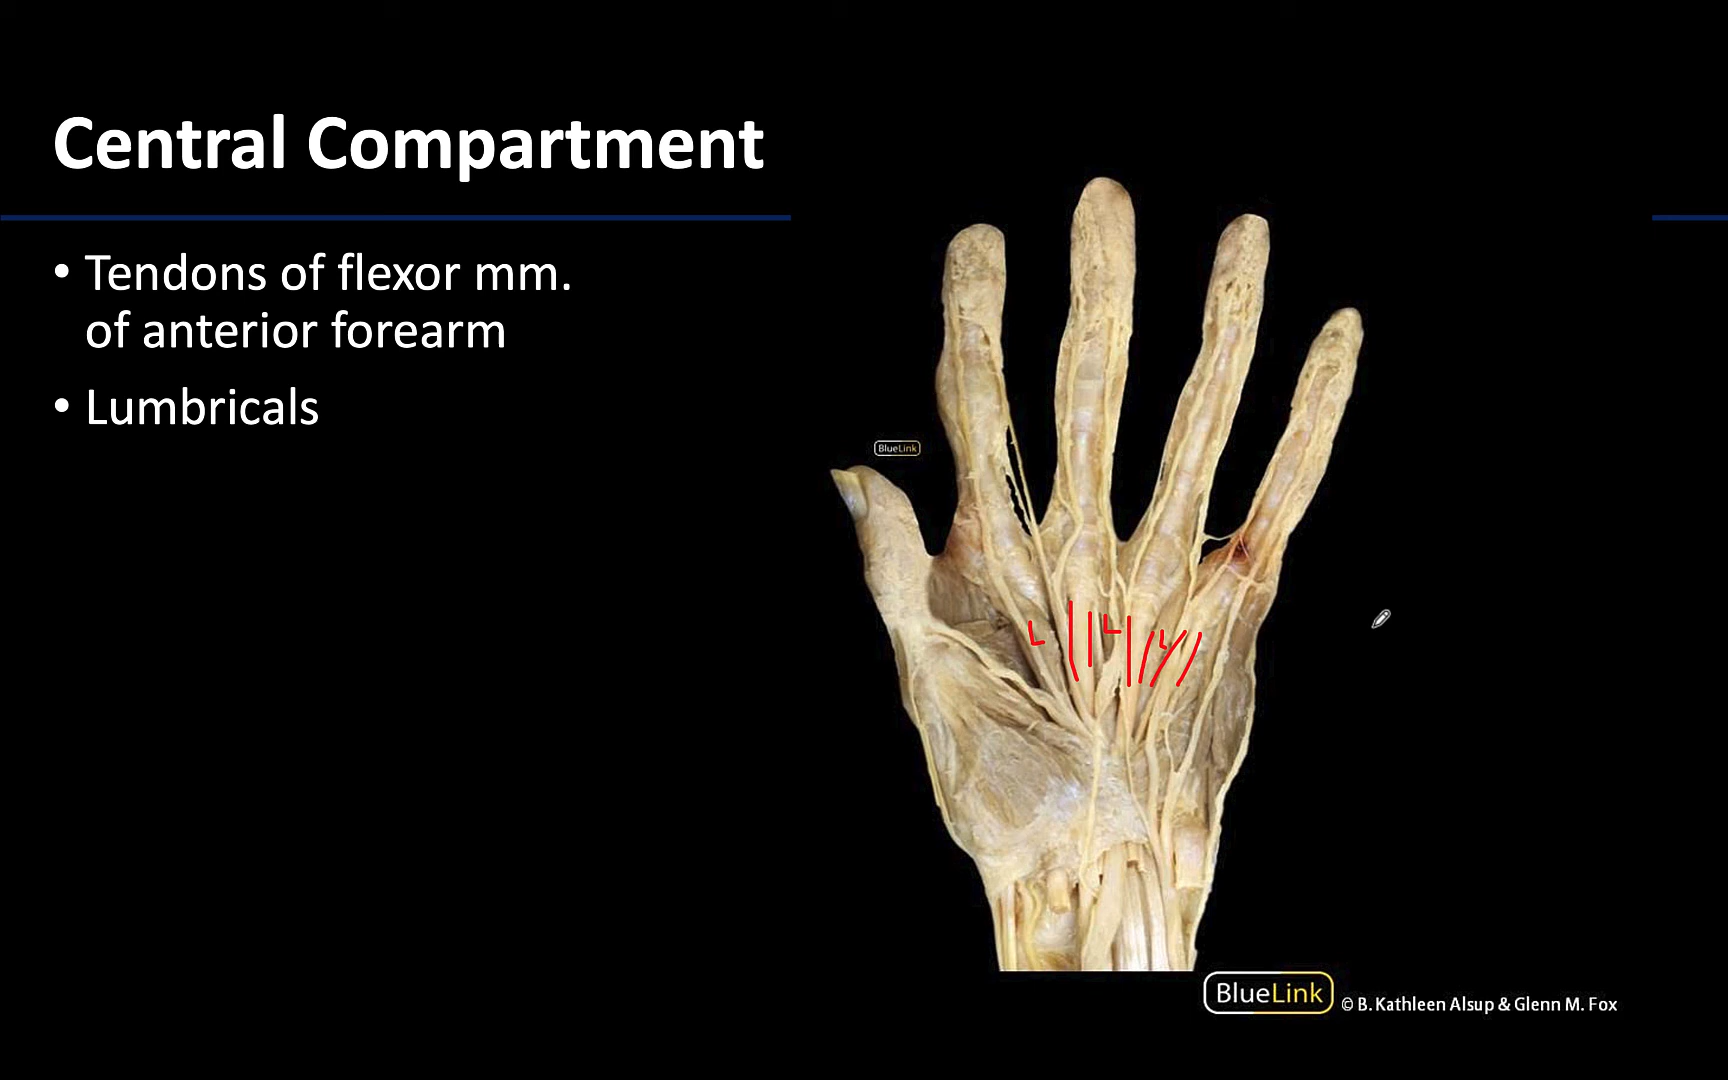 Central Compartment
• Tendons of flexor mm.
of anterior forearm
• Lumbricals
BlueLink
L
L
L
BlueLink
© B. Kathleen Alsup & Glenn M. Fox